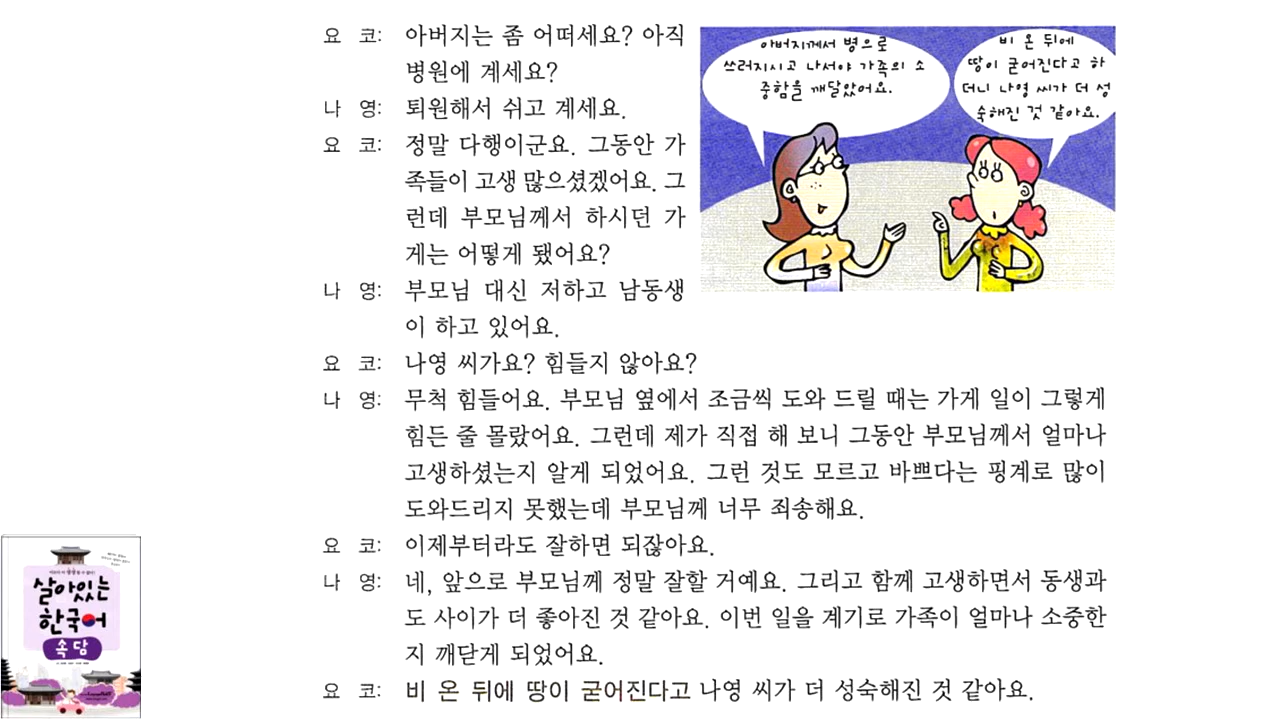 요 코: 아버지는 좀 어떠세요? 아직
병원에 계세요?
나 영: 퇴원해서 쉬고 계세요.
요 코: 정말 다행이군요. 그동안 가
족들이 고생 많으셨겠어요. 그
런데 부모님께서 하시던 가
게는 어떻게 됐어요?
나 영: 부모님 대신 저하고 남동생
이 하고 있어요.
아버지께서 병으로
쓰러지시고 나서야 가족의 소
중함을 깨달았어요.
비 온 뒤에
땅이 굳어진다고 하
더니 나영 씨가 더 성
숙해진 것 같아요.
요 코: 나영 씨가요? 힘들지 않아요?
나 영: 무척 힘들어요. 부모님 옆에서 조금씩 도와 드릴 때는 가게 일이 그렇게
힘든 줄 몰랐어요. 그런데 제가 직접 해 보니 그동안 부모님께서 얼마나
고생하셨는지 알게 되었어요. 그런 것도 모르고 바쁘다는 핑계로 많이
도와드리지 못했는데 부모님께 너무 죄송해요.
요 코: 이제부터라도 잘하면 되잖아요.
나 영: 네, 앞으로 부모님께 정말 잘할 거예요. 그리고 함께 고생하면서 동생과
도 사이가 더 좋아진 것 같아요. 이번 일을 계기로 가족이 얼마나 소중한
지 깨닫게 되었어요.
요 코: 비 온 뒤에 땅이 굳어진다고 나영 씨가 더 성숙해진 것 같아요.
살아있는
한국어
속담